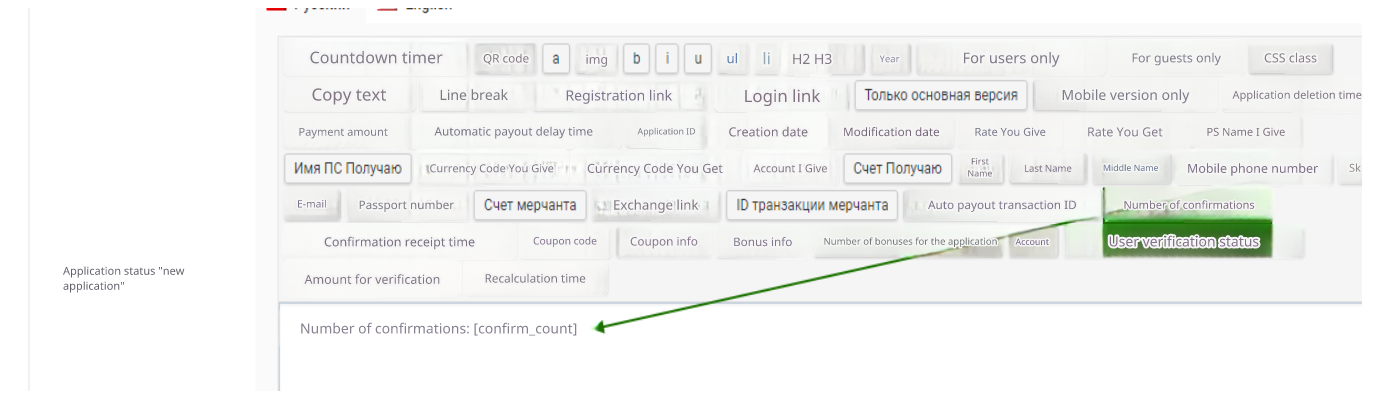 Русский English
Countdown timer QR code a img b i u ul li H2 H3 Year For users only For guests only CSS class
Copy text Line break Registration link Login link Только основная версия Mobile version only Application deletion time
Payment amount Automatic payout delay time Application ID Creation date Modification date Rate You Give Rate You Get PS Name I Give
Имя ПС Получаю Currency Code You Give Currency Code You Get Account I Give Счет Получаю First Name Last Name Middle Name Mobile phone number Sk
E-mail Passport number Счет мерчанта Exchange link ID транзакции мерчанта Auto payout transaction ID Number of confirmations
Confirmation receipt time Coupon code Coupon info Bonus info Number of bonuses for the application Account User verification status
Application status "new
application"
Amount for verification Recalculation time
Number of confirmations: [confirm_count]